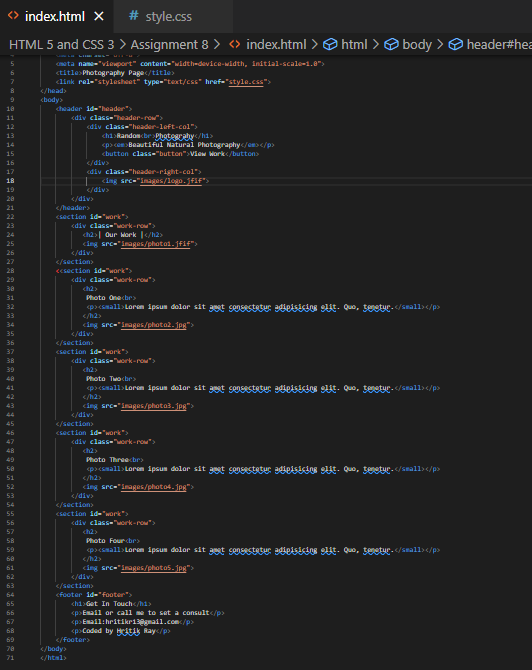 index.html
style.css
HTML 5 and CSS 3 > Assignment 8 > index.html > html > body > header#hea
5 <meta name="viewport" content="width=device-width, initial-scale=1.0">
6 <title>Photography Page</title>
7 <link rel="stylesheet" type="text/css" href="style.css">
8 </head>
9 <body>
10 <header id="header">
11 <div class="header-row">
12 <div class="header-left-col">
13 <h1>Random<br>Photograhy</h1>
14 <p><em>Beautiful Natural Photography</em></p>
15 <button class="button">View Work</button>
16 </div>
17 <div class="header-right-col">
18 <img src="images/logo.jfif">
19 </div>
20 </div>
21 </header>
22 <section id="work">
23 <div class="work-row">
24 <h2>| Our Work |</h2>
25 <img src="images/photo1.jfif">
26 </div>
27 </section>
28 <<section id="work">
29 <div class="work-row">
30 <h2>
31 Photo One<br>
32 <p><small>Lorem ipsum dolor sit amet consectetur adipisicing elit. Quo, tenetur.</small></p>
33 </h2>
34 <img src="images/photo2.jpg">
35 </div>
36 </section>
37 <section id="work">
38 <div class="work-row">
39 <h2>
40 Photo Two<br>
41 <p><small>Lorem ipsum dolor sit amet consectetur adipisicing elit. Quo, tenetur.</small></p>
42 </h2>
43 <img src="images/photo3.jpg">
44 </div>
45 </section>
46 <section id="work">
47 <div class="work-row">
48 <h2>
49 Photo Three<br>
50 <p><small>Lorem ipsum dolor sit amet consectetur adipisicing elit. Quo, tenetur.</small></p>
51 </h2>
52 <img src="images/photo4.jpg">
53 </div>
54 </section>
55 <section id="work">
56 <div class="work-row">
57 <h2>
58 Photo Four<br>
59 <p><small>Lorem ipsum dolor sit amet consectetur adipisicing elit. Quo, tenetur.</small></p>
60 </h2>
61 <img src="images/photo5.jpg">
62 </div>
63 </section>
64 <footer id="footer">
65 <h1>Get In Touch</h1>
66 <p>Email or call me to set a consult</p>
67 <p>Email:hritikr13@gmail.com</p>
68 <p>Coded by Hritik Ray</p>
69 </footer>
70 </body>
71 </html>